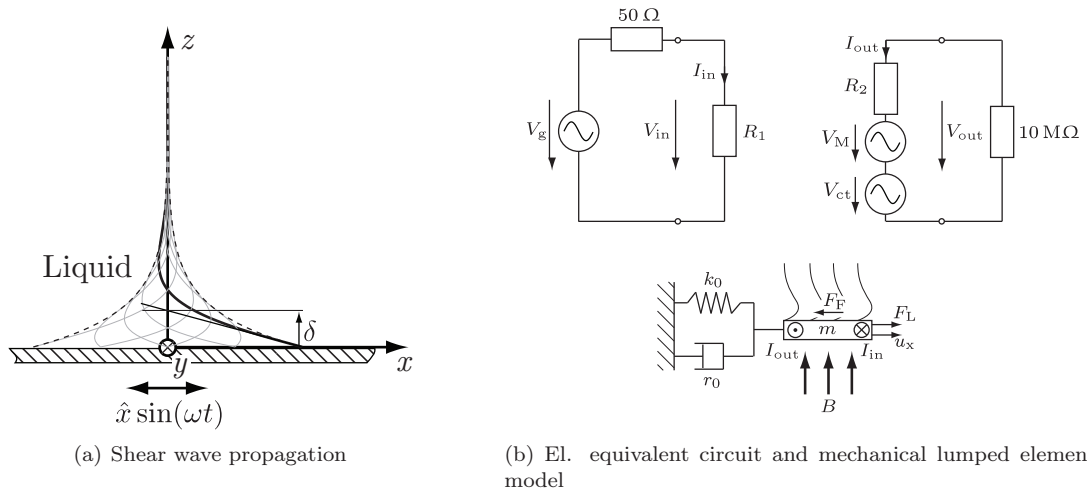 z
Liquid
δ
y
x
x̂ sin(ωt)
(a) Shear wave propagation
50 Ω
I_in
V_g
V_in
R_1
I_out
R_2
V_M
V_ct
V_out
10 MΩ
k_0
r_0
F_F
m
F_L
I_out
I_in
u_x
B
(b) El. equivalent circuit and mechanical lumped elemen
model